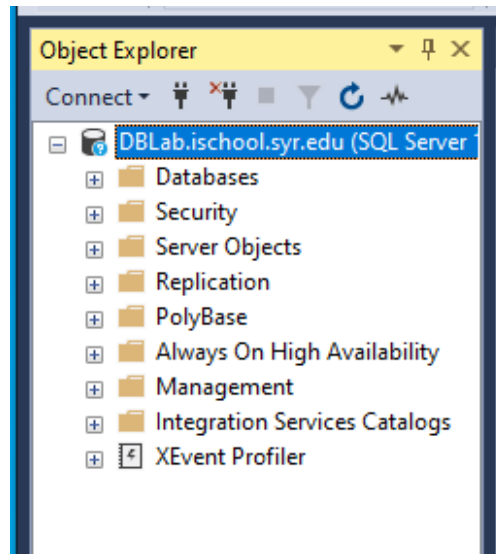 Object Explorer
Connect
DBLab.ischool.syr.edu (SQL Server
Databases
Security
Server Objects
Replication
PolyBase
Always On High Availability
Management
Integration Services Catalogs
XEvent Profiler